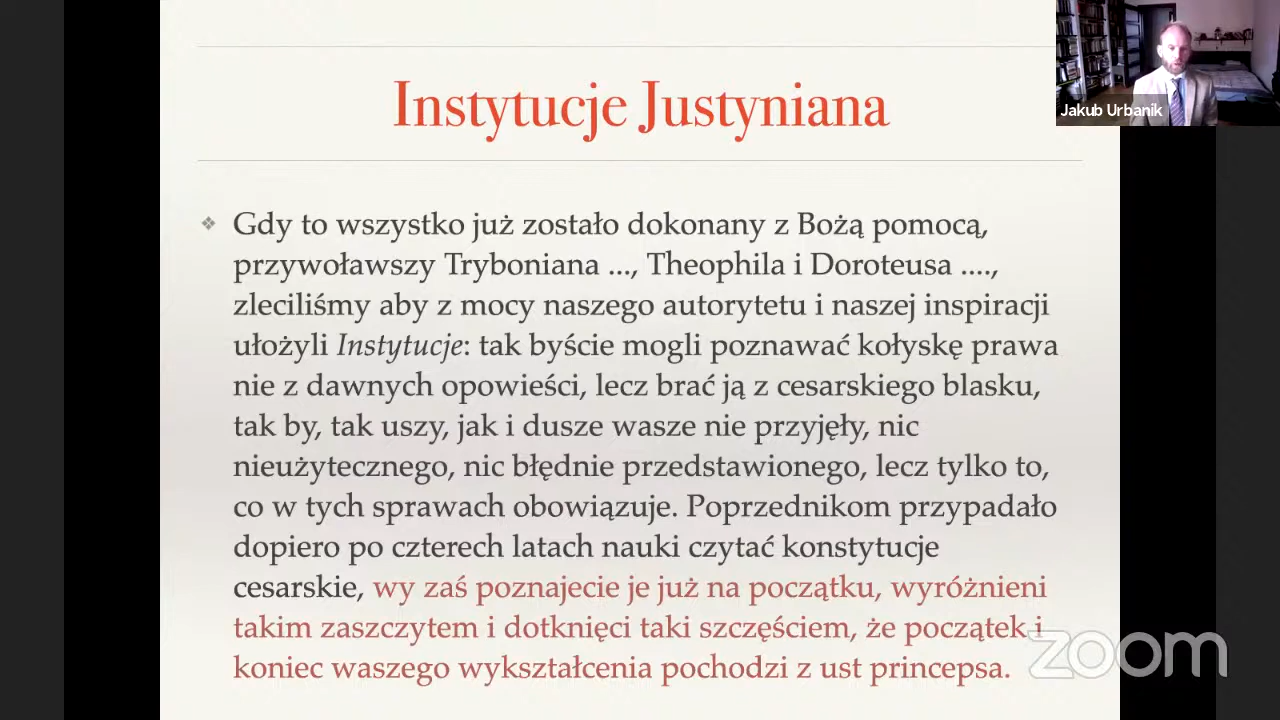 Instytucje Justyniana
Jakub Urbanik
Gdy to wszystko już zostało dokonany z Bożą pomocą,
przywoławszy Tryboniana ..., Theophila i Doroteusa ....,
zleciliśmy aby z mocy naszego autorytetu i naszej inspiracji
ułożyli Instytucje: tak byście mogli poznawać kołyskę prawa
nie z dawnych opowieści, lecz brać ją z cesarskiego blasku,
tak by, tak uszy, jak i dusze wasze nie przyjęły, nic
nieużytecznego, nic błędnie przedstawionego, lecz tylko to,
co w tych sprawach obowiązuje. Poprzednikom przypadało
dopiero po czterech latach nauki czytać konstytucje
cesarskie, wy zaś poznajecie je już na początku, wyróżnieni
takim zaszczytem i dotknięci taki szczęściem, że początek i
koniec waszego wykształcenia pochodzi z ust princepsa.
zoom